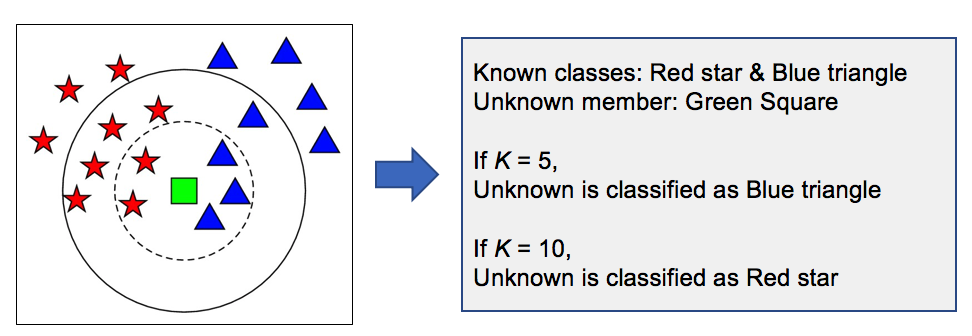 Known classes: Red star & Blue triangle
Unknown member: Green Square
If K = 5,
Unknown is classified as Blue triangle
If K = 10,
Unknown is classified as Red star